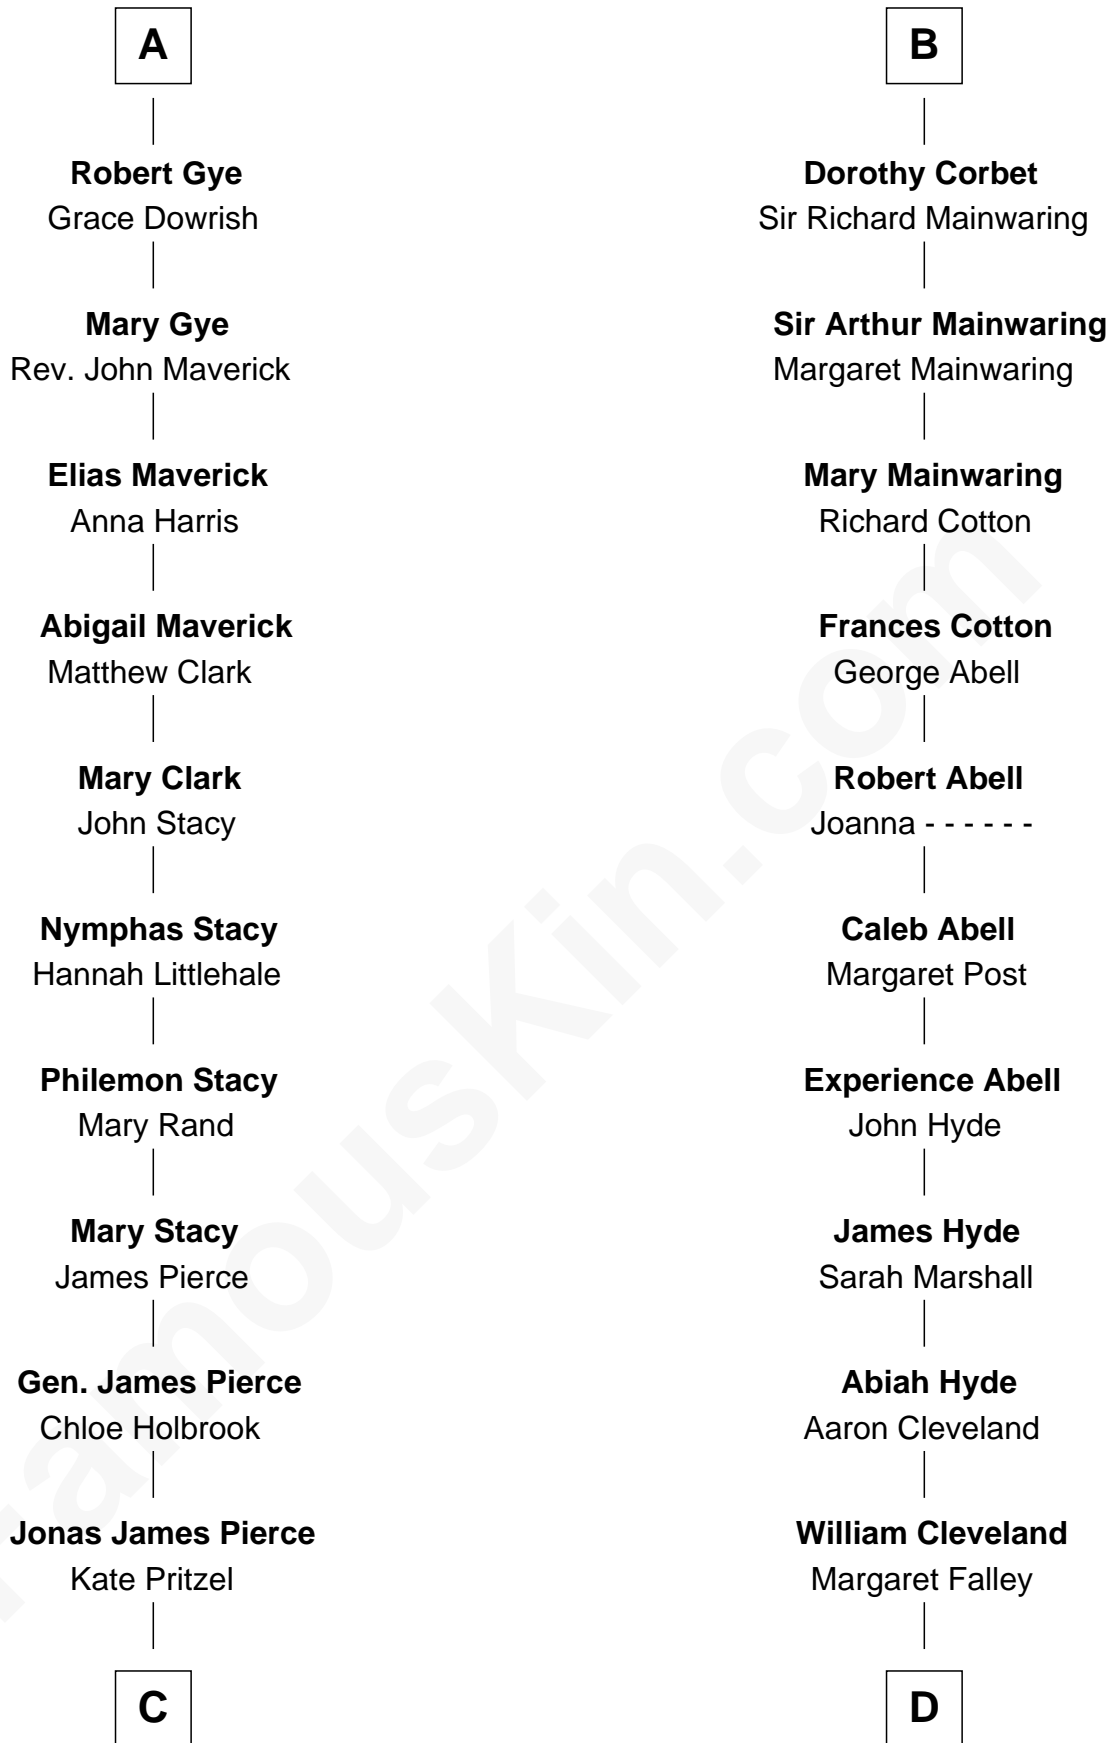 A
Robert Gye
Grace Dowrish
Mary Gye
Rev. John Maverick
Elias Maverick
Anna Harris
Abigail Maverick
Matthew Clark
Mary Clark
John Stacy
Nymphas Stacy
Hannah Littlehale
Philemon Stacy
Mary Rand
Mary Stacy
James Pierce
Gen. James Pierce
Chloe Holbrook
Jonas James Pierce
Kate Pritzel
C
B
Dorothy Corbet
Sir Richard Mainwaring
Sir Arthur Mainwaring
Margaret Mainwaring
Mary Mainwaring
Richard Cotton
Frances Cotton
George Abell
Robert Abell
Joanna - - - - - -
Caleb Abell
Margaret Post
Experience Abell
John Hyde
James Hyde
Sarah Marshall
Abiah Hyde
Aaron Cleveland
William Cleveland
Margaret Falley
D
FamousKin.com